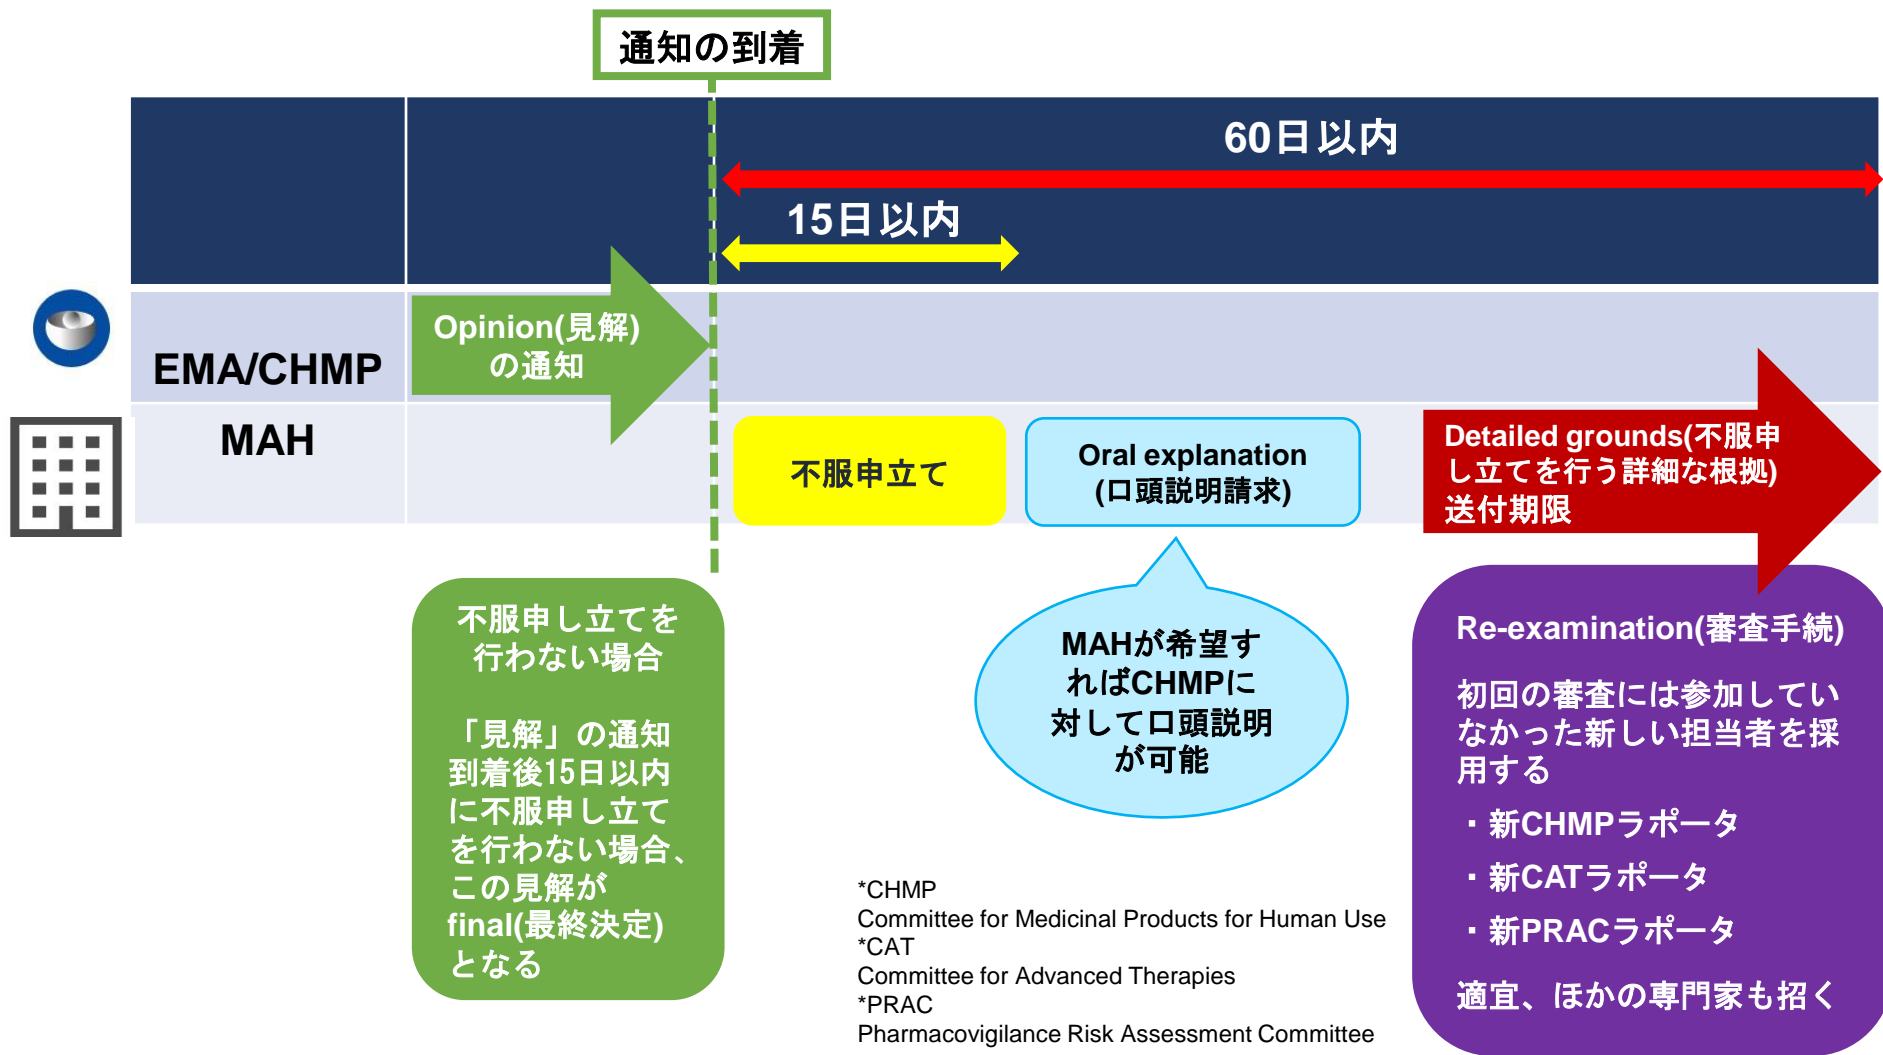 通知の到着
60日以内
15日以内
Opinion(見解)
の通知
EMA/CHMP
MAH
不服申立て
Oral explanation
(口頭説明請求)
Detailed grounds(不服申
し立てを行う詳細な根拠)
送付期限
不服申し立てを
行わない場合
「見解」の通知
到着後15日以内
に不服申し立て
を行わない場合、
この見解が
final(最終決定)
となる
MAHが希望す
ればCHMPに
対して口頭説明
が可能
*CHMP
Committee for Medicinal Products for Human Use
*CAT
Committee for Advanced Therapies
*PRAC
Pharmacovigilance Risk Assessment Committee
Re-examination(審査手続)
初回の審査には参加してい
なかった新しい担当者を採
用する
・新CHMPラポータ
・新CATラポータ
・新PRACラポータ
適宜、ほかの専門家も招く